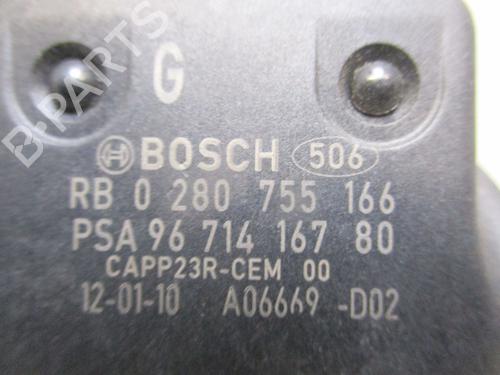 B-PARTS
G
BOSCH 506
RB 0 280 755 166
PSA 96 714 167 80
CAPP23R-CEM 00
12-01-10 A06669 -D02